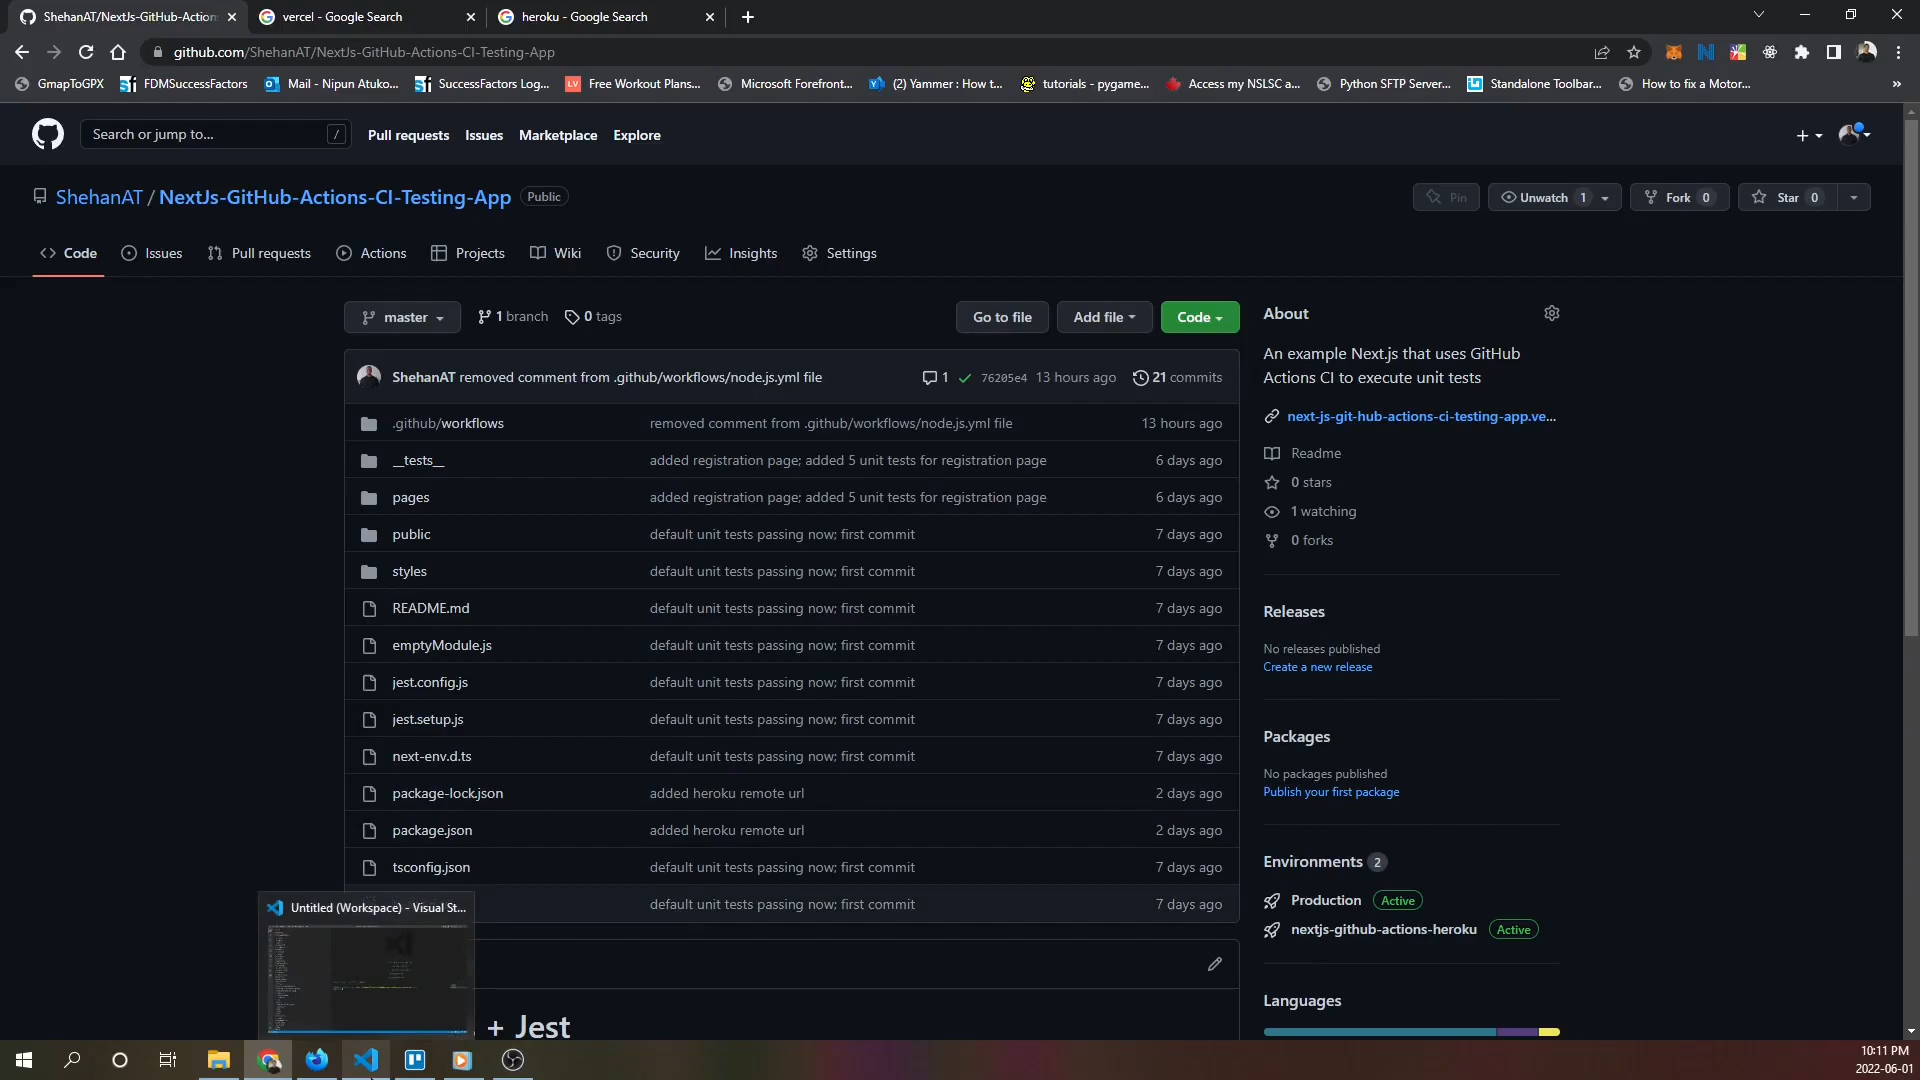 ShehanAT/NextJs-GitHub-Action
vercel - Google Search
heroku - Google Search
github.com/ShehanAT/NextJs-GitHub-Actions-CI-Testing-App
GmapToGPX
FDMSuccessFactors
Mail - Nipun Atuko...
SuccessFactors Log...
Free Workout Plans...
Microsoft Forefront...
(2) Yammer : How t...
tutorials - pygame...
Access my NSLSC a...
Python SFTP Server...
Standalone Toolbar...
How to fix a Motor...
Search or jump to...
/
Pull requests
Issues
Marketplace
Explore
ShehanAT / NextJs-GitHub-Actions-CI-Testing-App
Public
Pin
Unwatch 1
Fork 0
Star 0
Code
Issues
Pull requests
Actions
Projects
Wiki
Security
Insights
Settings
master
1 branch
0 tags
Go to file
Add file
Code
ShehanAT removed comment from .github/workflows/node.js.yml file
1
76205e4 13 hours ago
21 commits
.github/workflows removed comment from .github/workflows/node.js.yml file 13 hours ago
__tests__ added registration page; added 5 unit tests for registration page 6 days ago
pages added registration page; added 5 unit tests for registration page 6 days ago
public default unit tests passing now; first commit 7 days ago
styles default unit tests passing now; first commit 7 days ago
README.md default unit tests passing now; first commit 7 days ago
emptyModule.js default unit tests passing now; first commit 7 days ago
jest.config.js default unit tests passing now; first commit 7 days ago
jest.setup.js default unit tests passing now; first commit 7 days ago
next-env.d.ts default unit tests passing now; first commit 7 days ago
package-lock.json added heroku remote url 2 days ago
package.json added heroku remote url 2 days ago
tsconfig.json default unit tests passing now; first commit 7 days ago
default unit tests passing now; first commit 7 days ago
Untitled (Workspace) - Visual St...
+ Jest
About
An example Next.js that uses GitHub
Actions CI to execute unit tests
next-js-git-hub-actions-ci-testing-app.ve...
Readme
0 stars
1 watching
0 forks
Releases
No releases published
Create a new release
Packages
No packages published
Publish your first package
Environments 2
Production Active
nextjs-github-actions-heroku Active
Languages
10:11 PM
2022-06-01